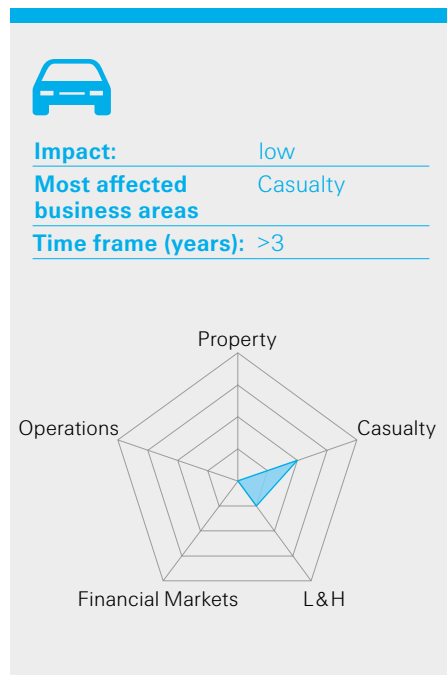 Impact: low
Most affected Casualty
business areas
Time frame (years): >3
Property
Operations
Casualty
Financial Markets
L&H